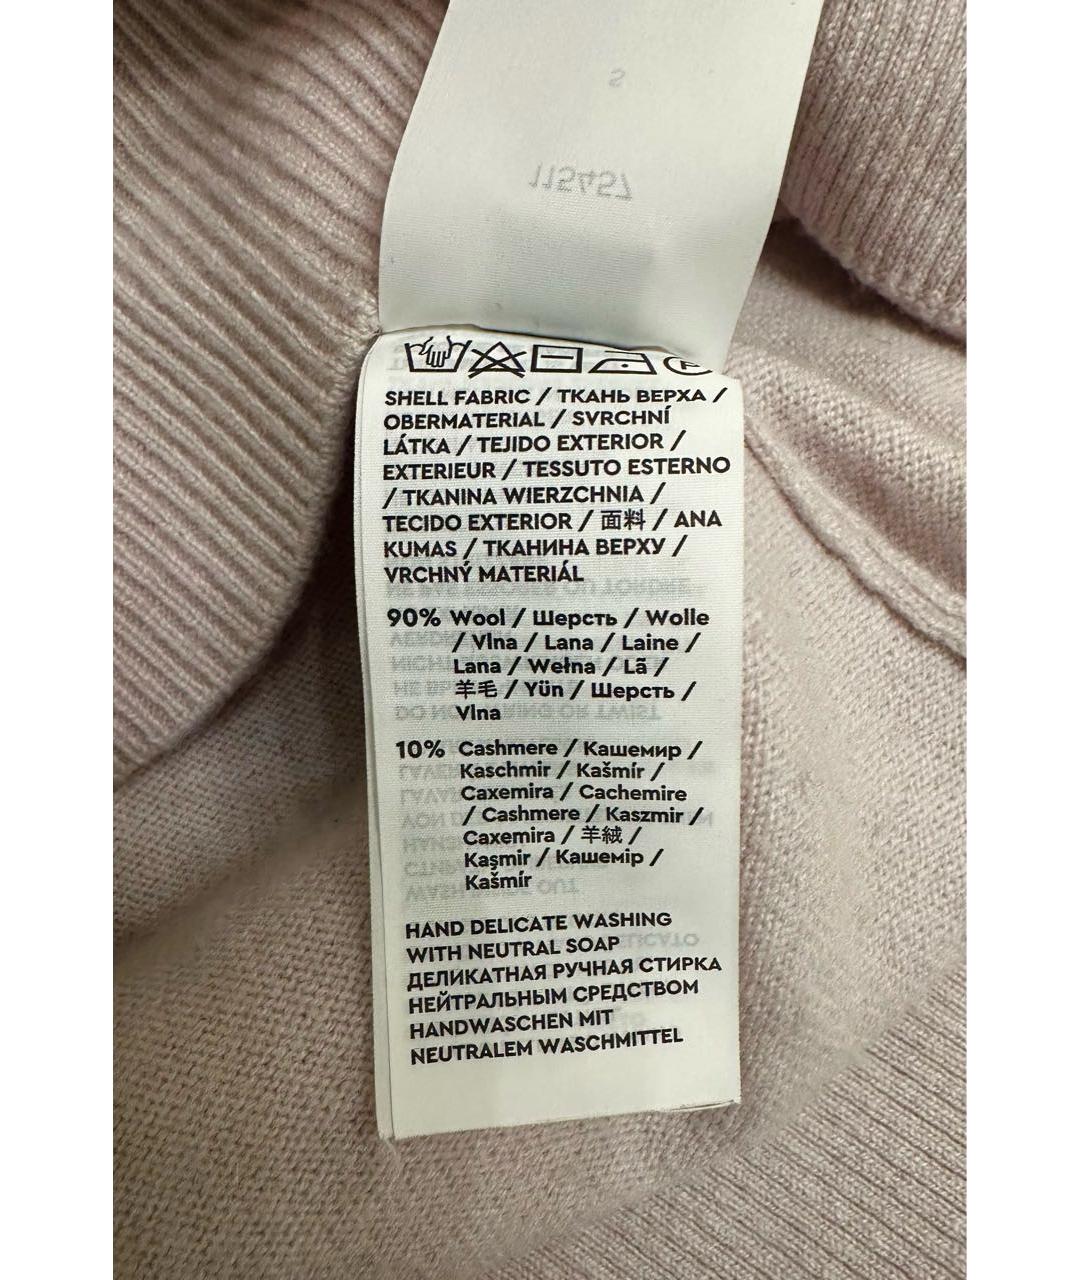 S
115457
SHELL FABRIC / ТКАНЬ ВЕРХА /
OBERMATERIAL / SVRCHNÍ
LÁTKA / TEJIDO EXTERIOR /
EXTERIEUR / TESSUTO ESTERNO
/ TKANINA WIERZCHNIA /
TECIDO EXTERIOR / 面料 / ANA
KUMAS / ТКАНИНА ВЕРХУ /
VRCHNÝ MATERIÁL
90% Wool / Шерсть / Wolle
/ Vlna / Lana / Laine /
Lana / Wełna / Lã /
羊毛 / Yün / Шерсть /
Vlna
10% Cashmere / Кашемир /
Kaschmir / Kašmír /
Caxemira / Cachemire
/ Cashmere / Kaszmir /
Caxemira / 羊絨 /
Kaşmir / Кашемір /
Kašmír
HAND DELICATE WASHING
WITH NEUTRAL SOAP
ДЕЛИКАТНАЯ РУЧНАЯ СТИРКА
НЕЙТРАЛЬНЫМ СРЕДСТВОМ
HANDWASCHEN MIT
NEUTRALEM WASCHMITTEL